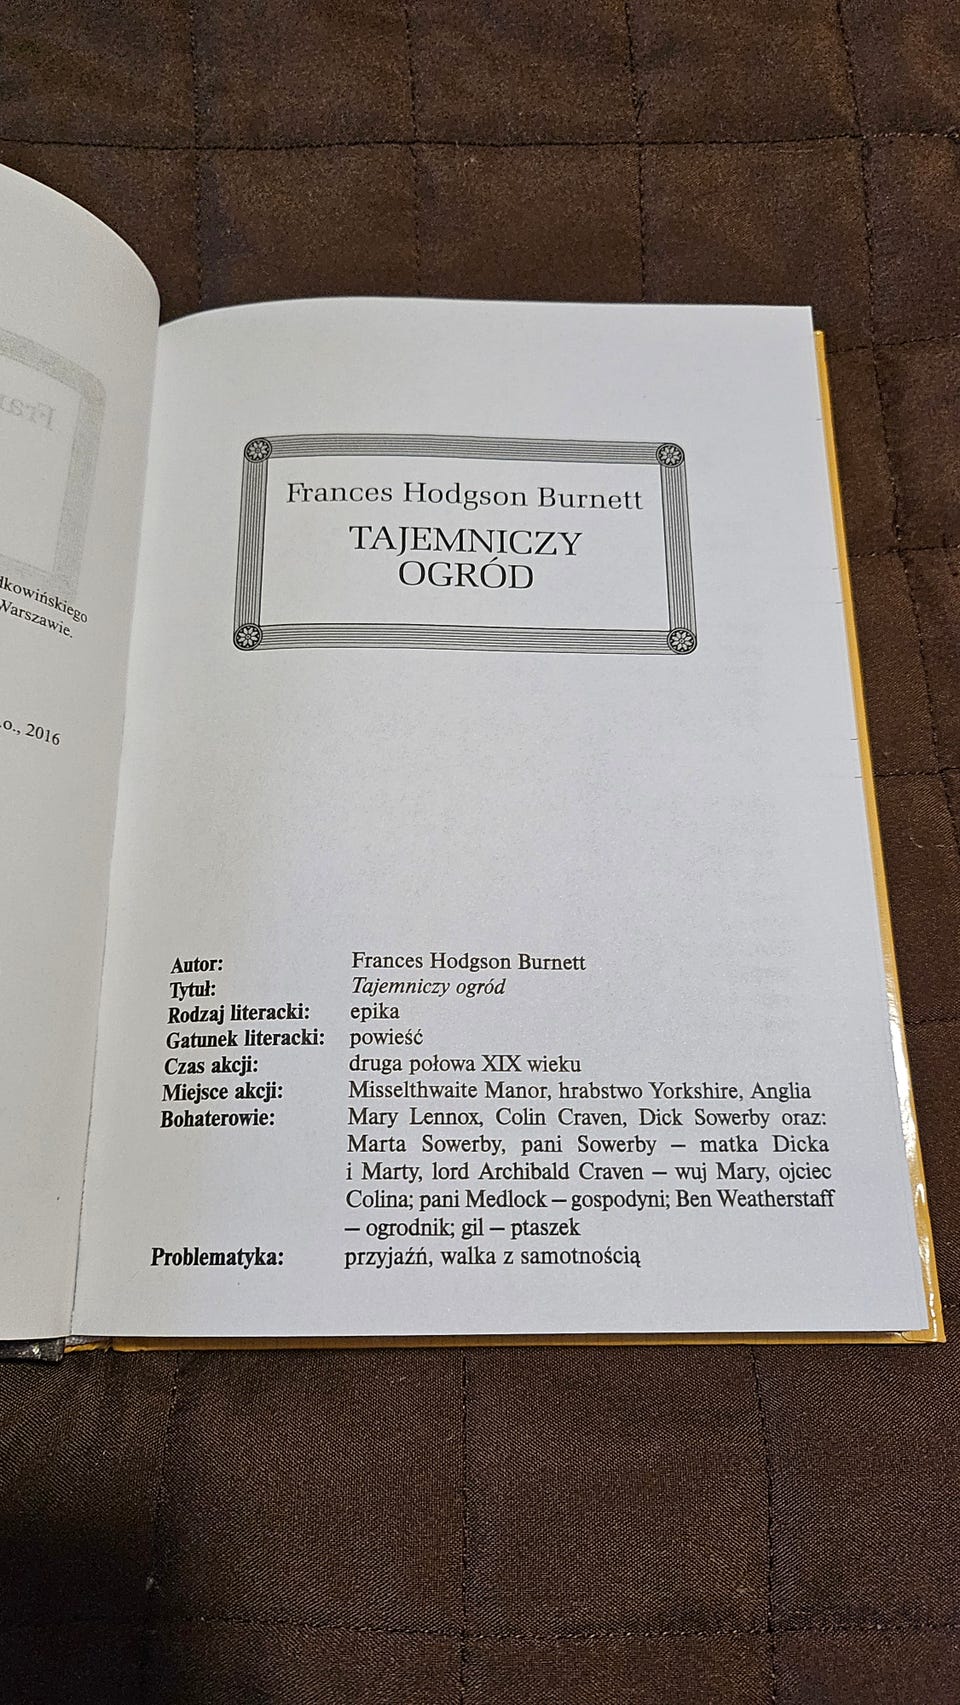 dkowińskiego
Warszawie.
.o., 2016
Frances Hodgson Burnett
TAJEMNICZY
OGRÓD
Autor: Frances Hodgson Burnett
Tytuł: Tajemniczy ogród
Rodzaj literacki: epika
Gatunek literacki: powieść
Czas akcji: druga połowa XIX wieku
Miejsce akcji: Misselthwaite Manor, hrabstwo Yorkshire, Anglia
Bohaterowie: Mary Lennox, Colin Craven, Dick Sowerby oraz:
Marta Sowerby, pani Sowerby – matka Dicka
i Marty, lord Archibald Craven – wuj Mary, ojciec
Colina; pani Medlock – gospodyni; Ben Weatherstaff
– ogrodnik; gil – ptaszek
Problematyka: przyjaźń, walka z samotnością